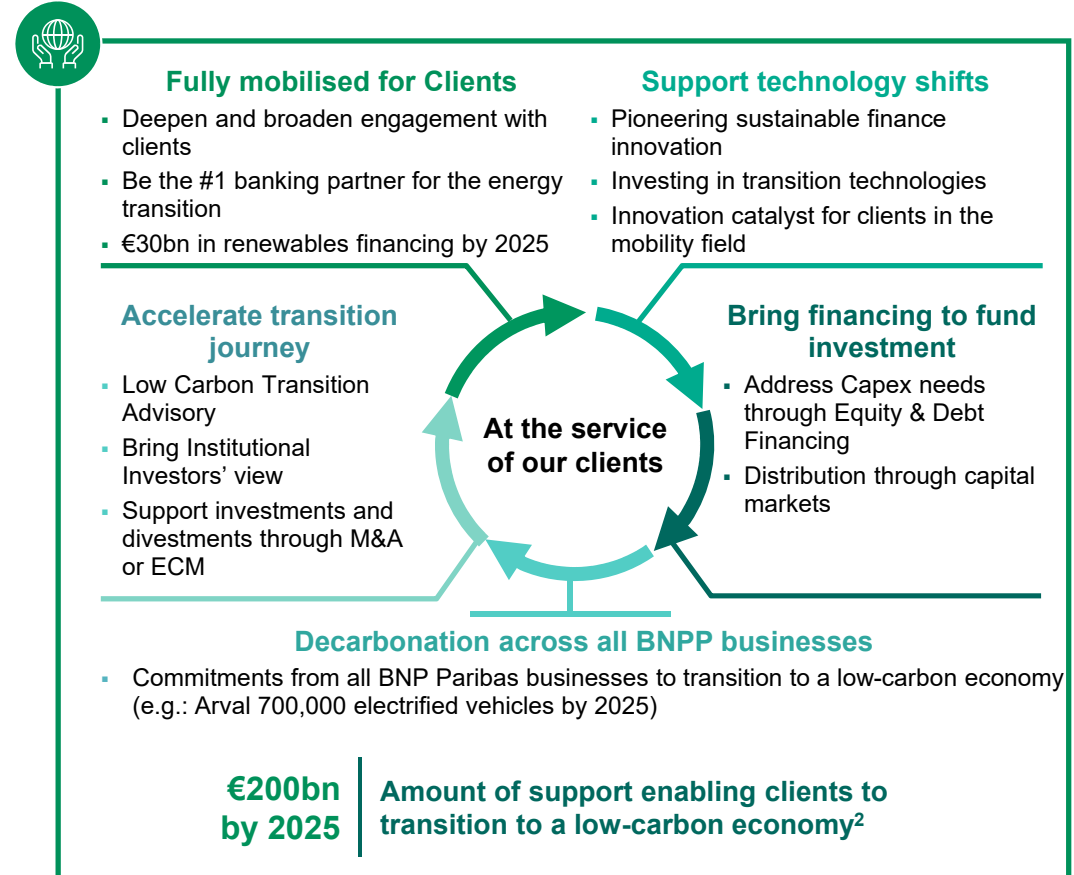 Fully mobilised for Clients
▪ Deepen and broaden engagement with
clients
▪ Be the #1 banking partner for the energy
transition
▪ €30bn in renewables financing by 2025
Support technology shifts
▪ Pioneering sustainable finance
innovation
▪ Investing in transition technologies
▪ Innovation catalyst for clients in the
mobility field
Accelerate transition
journey
▪ Low Carbon Transition
Advisory
▪ Bring Institutional
Investors’ view
▪ Support investments and
divestments through M&A
or ECM
At the service
of our clients
Bring financing to fund
investment
▪ Address Capex needs
through Equity & Debt
Financing
▪ Distribution through capital
markets
Decarbonation across all BNPP businesses
▪ Commitments from all BNP Paribas businesses to transition to a low-carbon economy
(e.g.: Arval 700,000 electrified vehicles by 2025)
€200bn
by 2025
Amount of support enabling clients to
transition to a low-carbon economy²